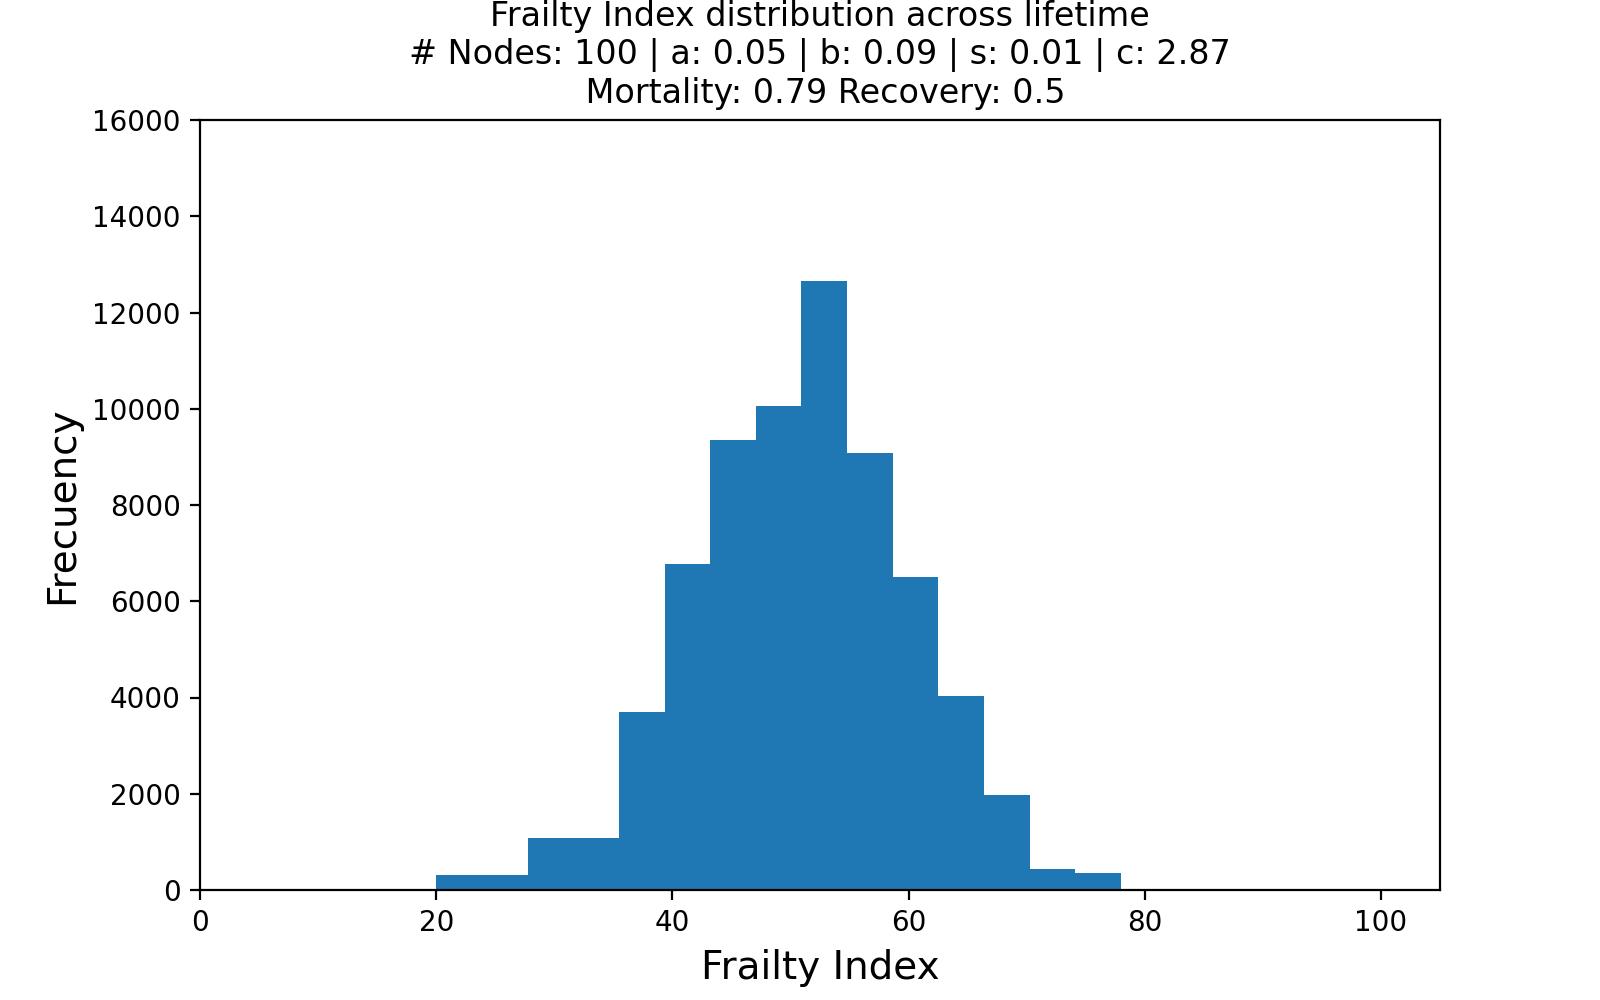 Frailty Index distribution across lifetime
# Nodes: 100 | a: 0.05 | b: 0.09 | s: 0.01 | c: 2.87
Mortality: 0.79 Recovery: 0.5
16000
14000
12000
10000
8000
6000
4000
2000
0
Frecuency
0 20 40 60 80 100
Frailty Index